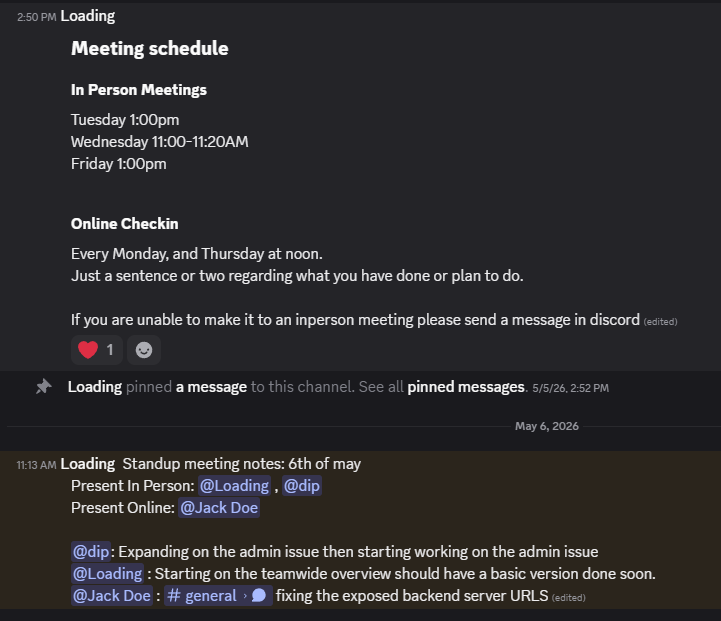 2:50 PM Loading
Meeting schedule
In Person Meetings
Tuesday 1:00pm
Wednesday 11:00-11:20AM
Friday 1:00pm
Online Checkin
Every Monday, and Thursday at noon.
Just a sentence or two regarding what you have done or plan to do.
If you are unable to make it to an inperson meeting please send a message in discord (edited)
1
Loading pinned a message to this channel. See all pinned messages. 5/5/26, 2:52 PM
May 6, 2026
11:13 AM Loading Standup meeting notes: 6th of may
Present In Person: @Loading , @dip
Present Online: @Jack Doe
@dip: Expanding on the admin issue then starting working on the admin issue
@Loading : Starting on the teamwide overview should have a basic version done soon.
@Jack Doe : # general › fixing the exposed backend server URLS (edited)